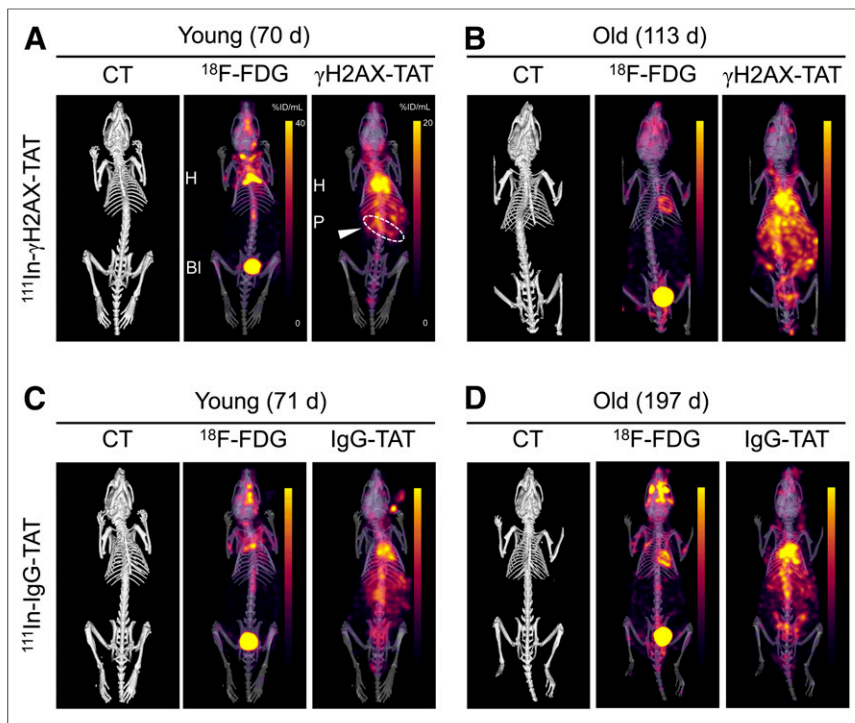 A
Young (70 d)
CT
¹⁸F-FDG
γH2AX-TAT
¹¹¹In-γH2AX-TAT
%ID/mL
40
H
Bl
0
%ID/mL
20
H
P
0
B
Old (113 d)
CT
¹⁸F-FDG
γH2AX-TAT
C
Young (71 d)
CT
¹⁸F-FDG
IgG-TAT
¹¹¹In-IgG-TAT
D
Old (197 d)
CT
¹⁸F-FDG
IgG-TAT